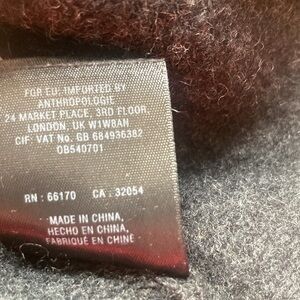 FOR EU: IMPORTED BY
ANTHROPOLOGIE
24 MARKET PLACE, 3RD FLOOR,
LONDON, UK W1W8AN
CIF- VAT No. GB 684936382
OB540701
RN : 66170 CA : 32054
MADE IN CHINA,
HECHO EN CHINA,
FABRIQUÉ EN CHINE